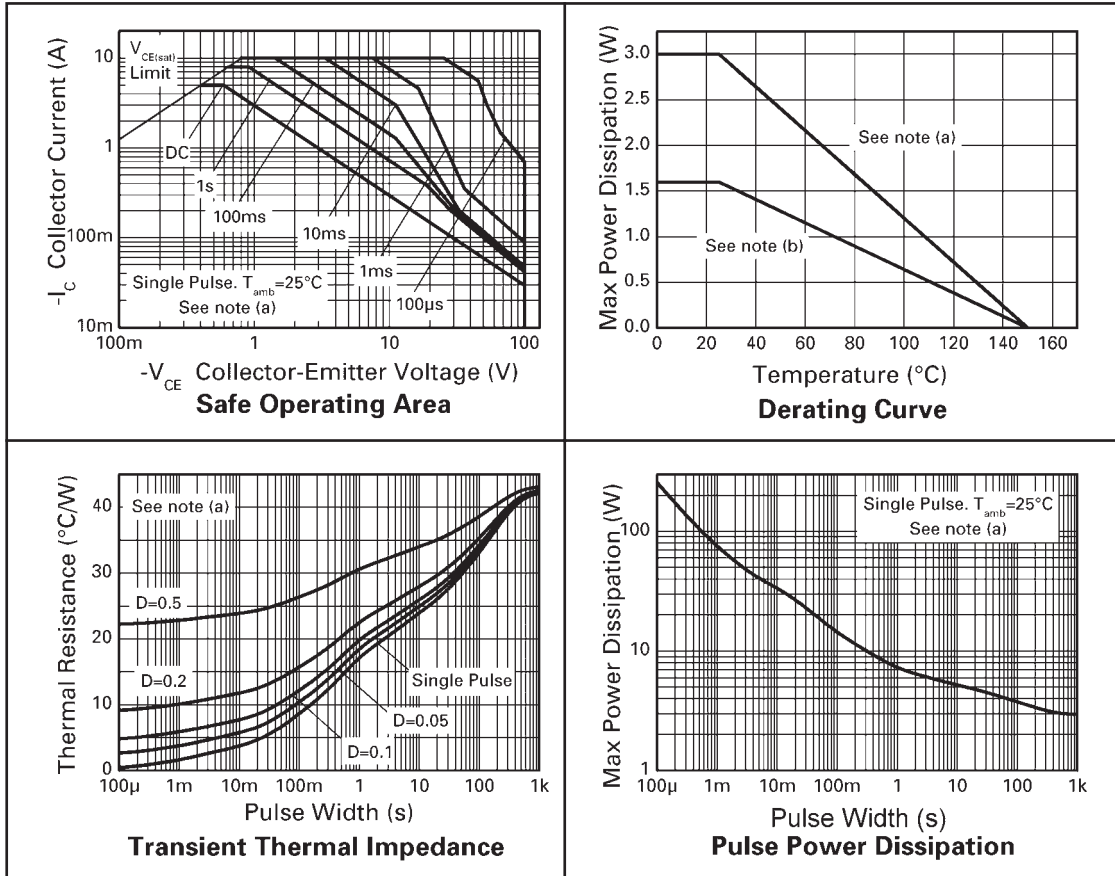 -I_C Collector Current (A)
10
1
100m
10m
V_CE(sat)
Limit
DC
1s
100ms
10ms
1ms
100µs
Single Pulse. T_amb=25°C
See note (a)
100m 1 10 100
-V_CE Collector-Emitter Voltage (V)
Safe Operating Area
Max Power Dissipation (W)
3.0
2.5
2.0
1.5
1.0
0.5
0.0
See note (a)
See note (b)
0 20 40 60 80 100 120 140 160
Temperature (°C)
Derating Curve
Thermal Resistance (°C/W)
40
30
20
10
0
See note (a)
D=0.5
D=0.2
Single Pulse
D=0.05
D=0.1
100µ 1m 10m 100m 1 10 100 1k
Pulse Width (s)
Transient Thermal Impedance
Max Power Dissipation (W)
100
10
1
Single Pulse. T_amb=25°C
See note (a)
100µ 1m 10m 100m 1 10 100 1k
Pulse Width (s)
Pulse Power Dissipation